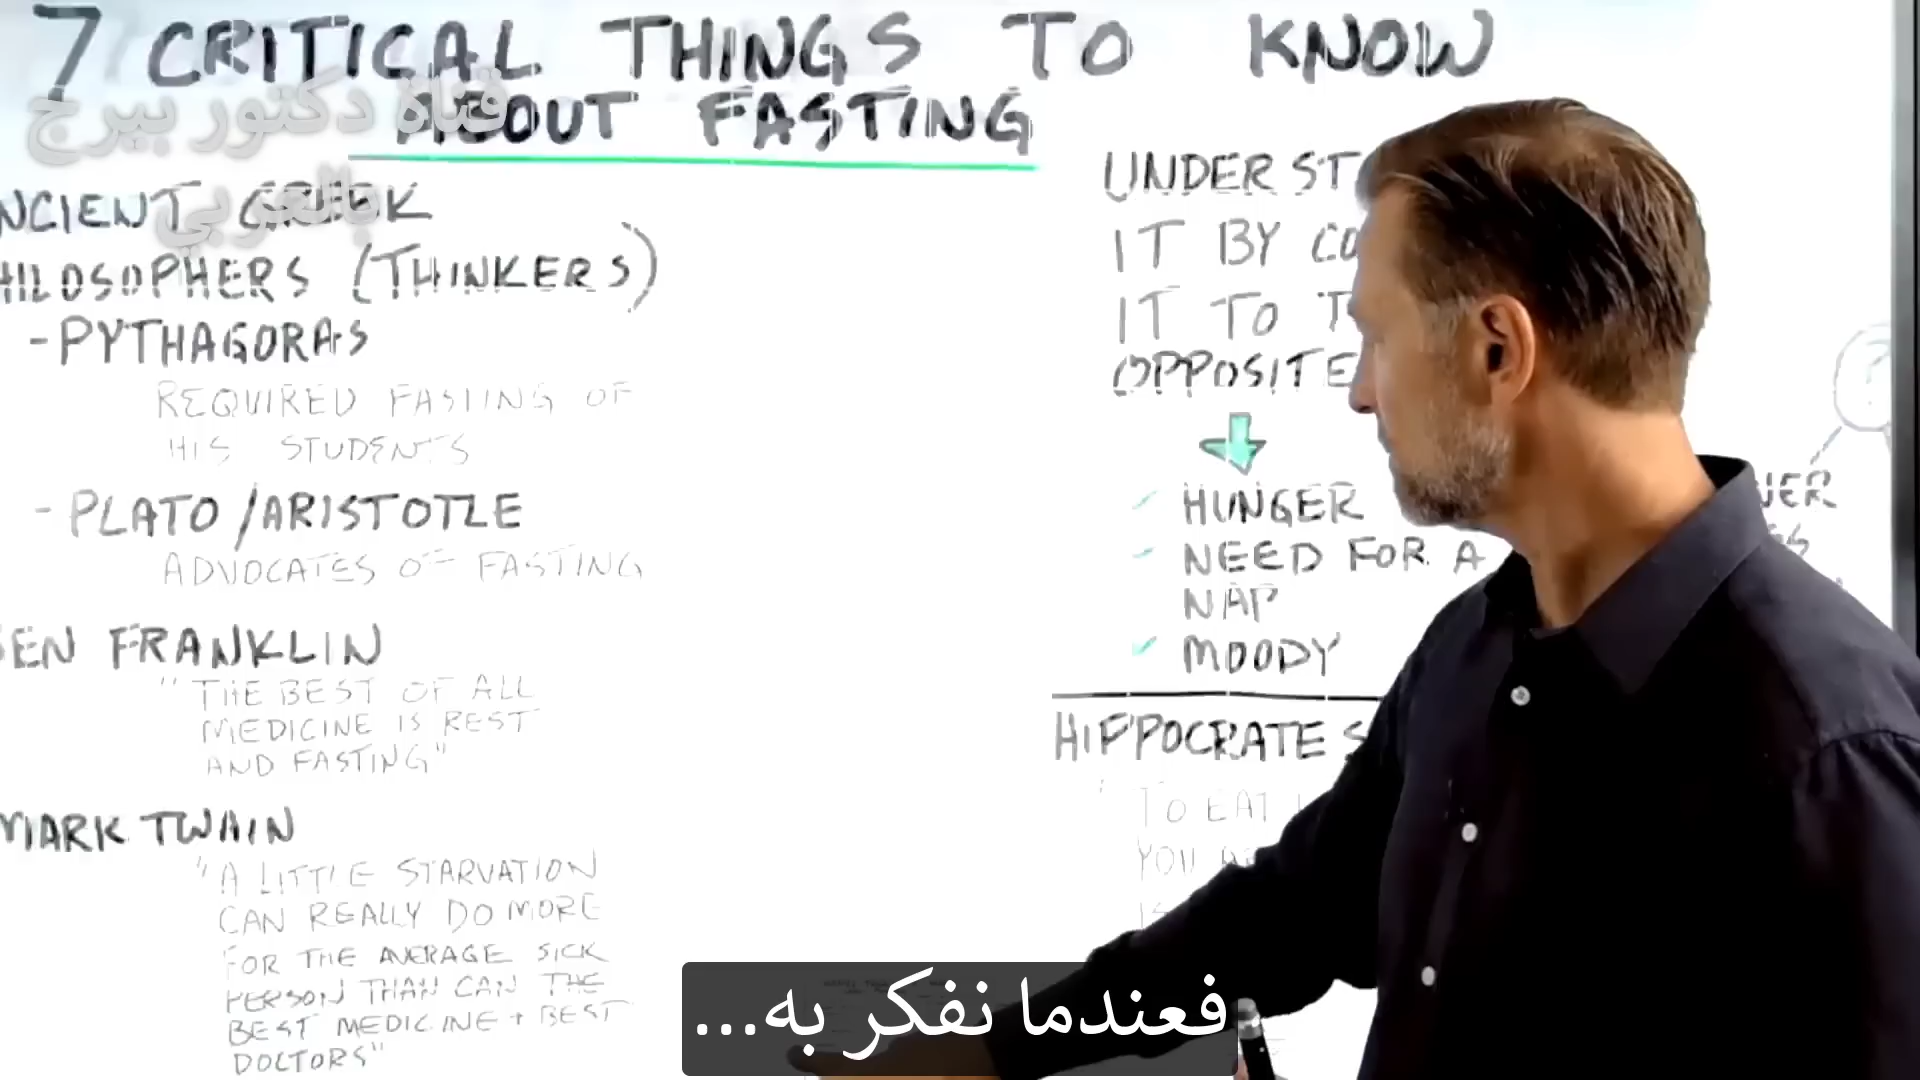 7 CRITICAL THINGS TO KNOW
ABOUT FASTING
قناة دكتور بيرج
بالعربي
NCIENT GREEK
HILOSOPHERS (THINKERS)
- PYTHAGORAS
REQUIRED FASTING OF
HIS STUDENTS
- PLATO / ARISTOTLE
ADVOCATES OF FASTING
EN FRANKLIN
"THE BEST OF ALL
MEDICINE IS REST
AND FASTING"
MARK TWAIN
"A LITTLE STARVATION
CAN REALLY DO MORE
FOR THE AVERAGE SICK
PERSON THAN CAN THE
BEST MEDICINE + BEST
DOCTORS"
UNDERST
IT BY CO
IT TO T
OPPOSITE
HUNGER
NEED FOR A
NAP
MOODY
HIPPOCRATES
TO EAT
YOU
IS
فعندما نفكر به...